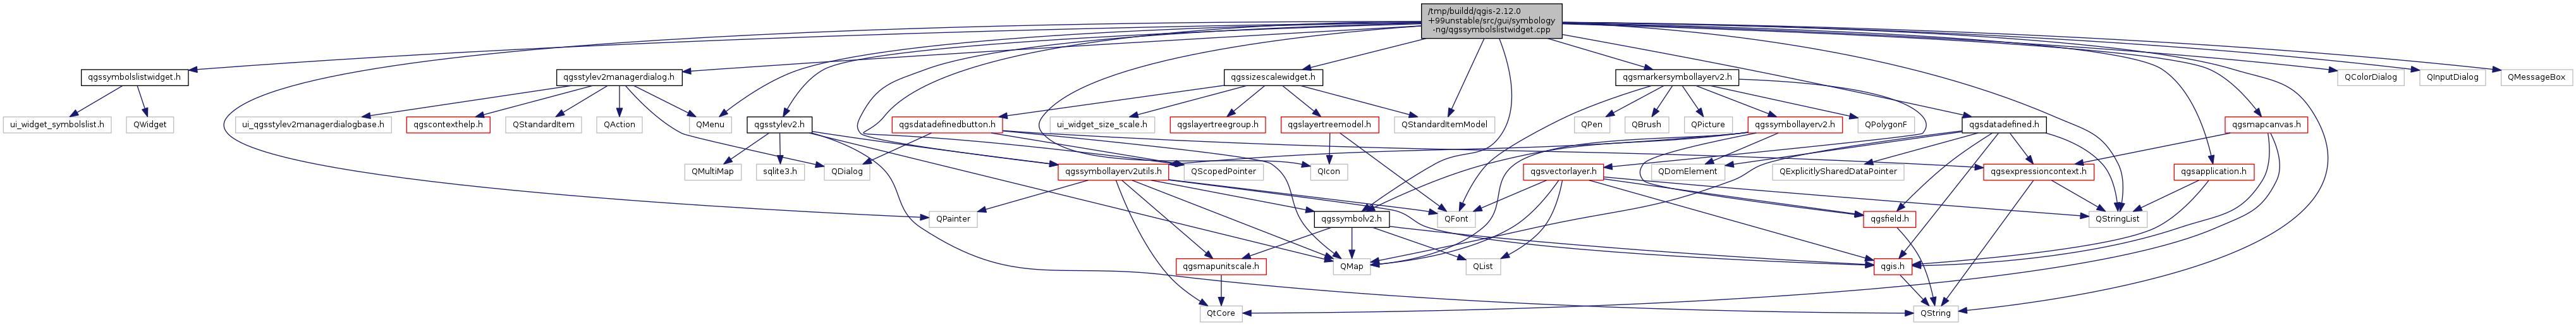 /tmp/buildd/qgis-2.12.0
+99unstable/src/gui/symbology
-ng/qgssymbolslistwidget.cpp
qgssymbolslistwidget.h
qgsstylev2managerdialog.h
qgssizescalewidget.h
qgsmarkersymbollayerv2.h
QColorDialog
QInputDialog
QMessageBox
ui_widget_symbolslist.h
QWidget
ui_qgsstylev2managerdialogbase.h
qgscontexthelp.h
QStandardItem
QAction
QMenu
qgsstylev2.h
qgsdatadefinedbutton.h
ui_widget_size_scale.h
qgslayertreegroup.h
qgslayertreemodel.h
QStandardItemModel
QPen
QBrush
QPicture
qgssymbollayerv2.h
QPolygonF
qgsdatadefined.h
qgsmapcanvas.h
QMultiMap
sqlite3.h
QDialog
qgssymbollayerv2utils.h
QScopedPointer
QIcon
qgsvectorlayer.h
QDomElement
QExplicitlySharedDataPointer
qgsexpressioncontext.h
qgsapplication.h
QPainter
qgssymbolv2.h
QFont
qgsfield.h
QStringList
qgsmapunitscale.h
QMap
QList
qgis.h
QtCore
QString